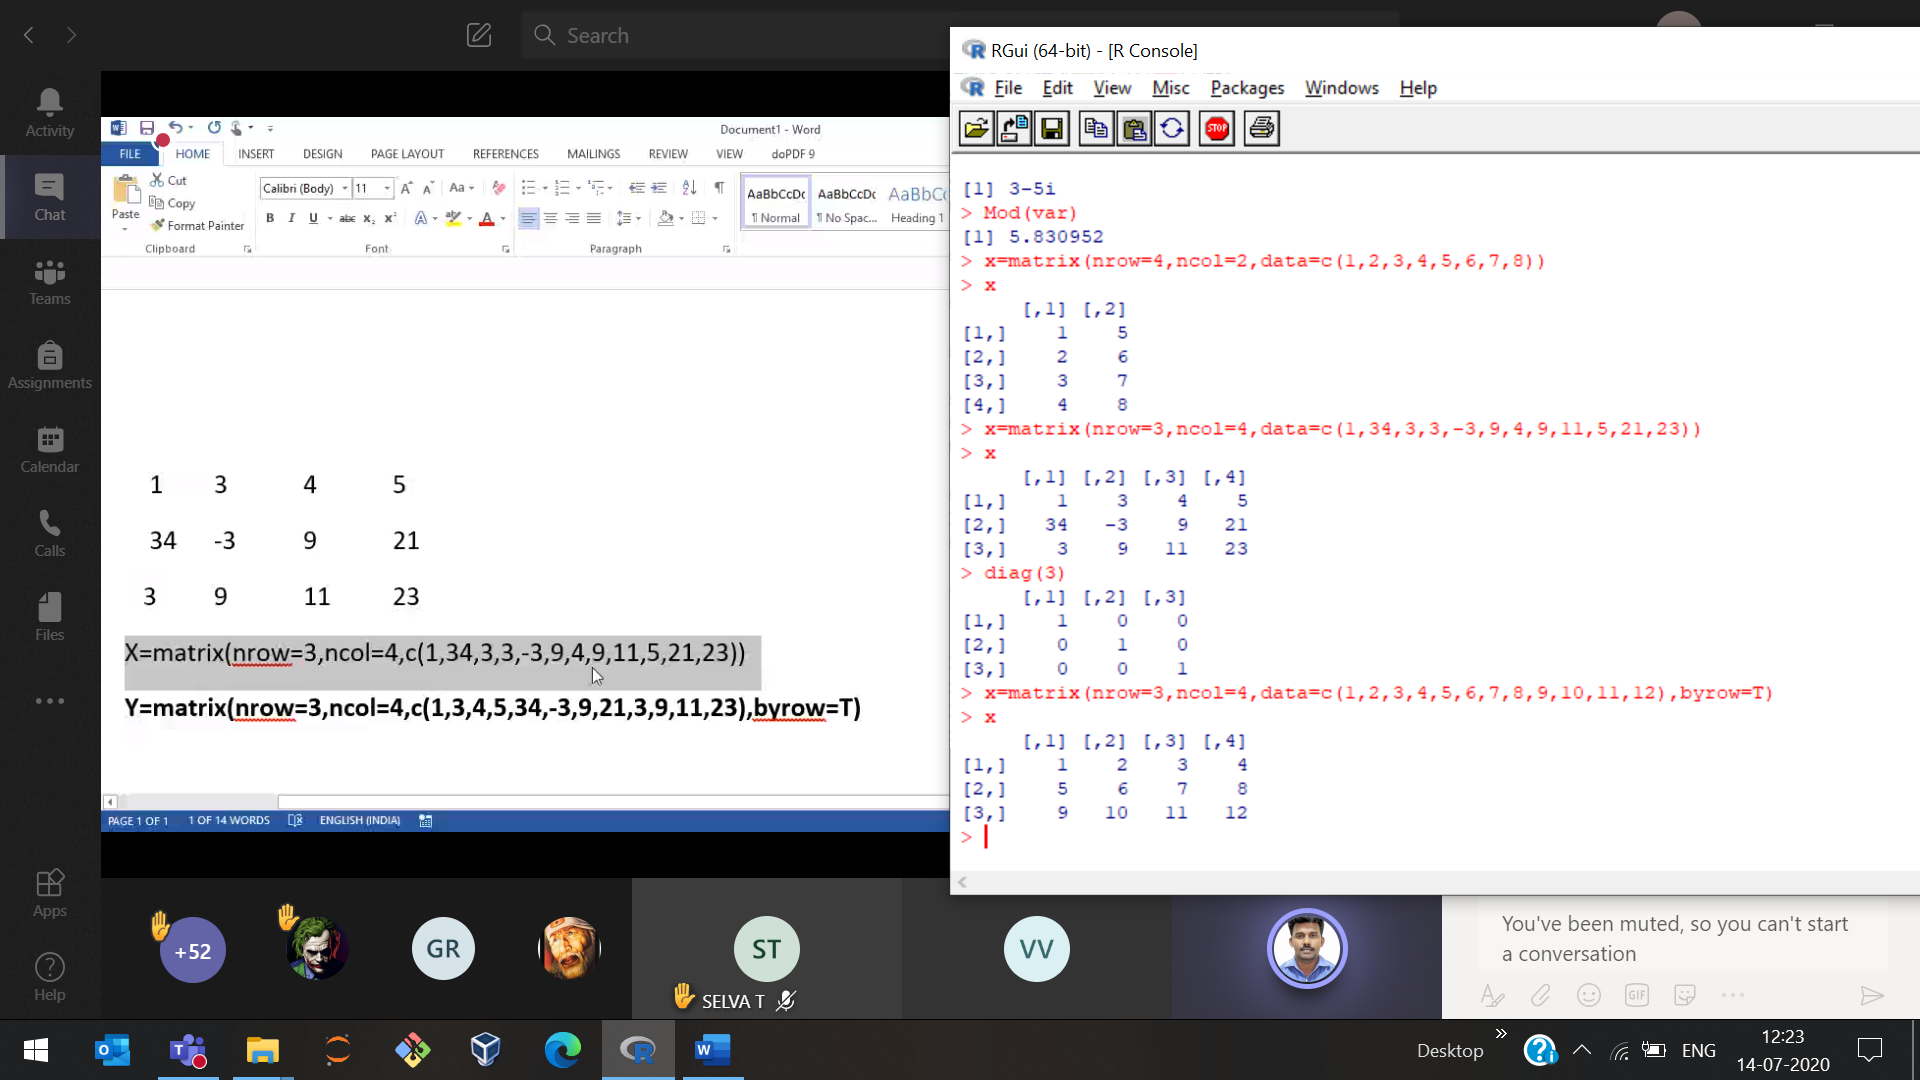 Search
Activity
Chat
Teams
Assignments
Calendar
Calls
Files
Apps
Help
Document1 - Word
FILE HOME INSERT DESIGN PAGE LAYOUT REFERENCES MAILINGS REVIEW VIEW doPDF 9
Paste
Cut
Copy
Format Painter
Clipboard
Calibri (Body) 11
Font
Paragraph
AaBbCcDc AaBbCcDc AaBbCc
¶ Normal ¶ No Spac... Heading 1
1 3 4 5
34 -3 9 21
3 9 11 23
X=matrix(nrow=3,ncol=4,c(1,34,3,3,-3,9,4,9,11,5,21,23))
Y=matrix(nrow=3,ncol=4,c(1,3,4,5,34,-3,9,21,3,9,11,23),byrow=T)
PAGE 1 OF 1 1 OF 14 WORDS ENGLISH (INDIA)
RGui (64-bit) - [R Console]
File Edit View Misc Packages Windows Help
STOP
[1] 3-5i
> Mod(var)
[1] 5.830952
> x=matrix(nrow=4,ncol=2,data=c(1,2,3,4,5,6,7,8))
> x
[,1] [,2]
[1,] 1 5
[2,] 2 6
[3,] 3 7
[4,] 4 8
> x=matrix(nrow=3,ncol=4,data=c(1,34,3,3,-3,9,4,9,11,5,21,23))
> x
[,1] [,2] [,3] [,4]
[1,] 1 3 4 5
[2,] 34 -3 9 21
[3,] 3 9 11 23
> diag(3)
[,1] [,2] [,3]
[1,] 1 0 0
[2,] 0 1 0
[3,] 0 0 1
> x=matrix(nrow=3,ncol=4,data=c(1,2,3,4,5,6,7,8,9,10,11,12),byrow=T)
> x
[,1] [,2] [,3] [,4]
[1,] 1 2 3 4
[2,] 5 6 7 8
[3,] 9 10 11 12
>
+52
GR
ST
SELVA T
VV
You've been muted, so you can't start
a conversation
GIF
Desktop
ENG
12:23
14-07-2020